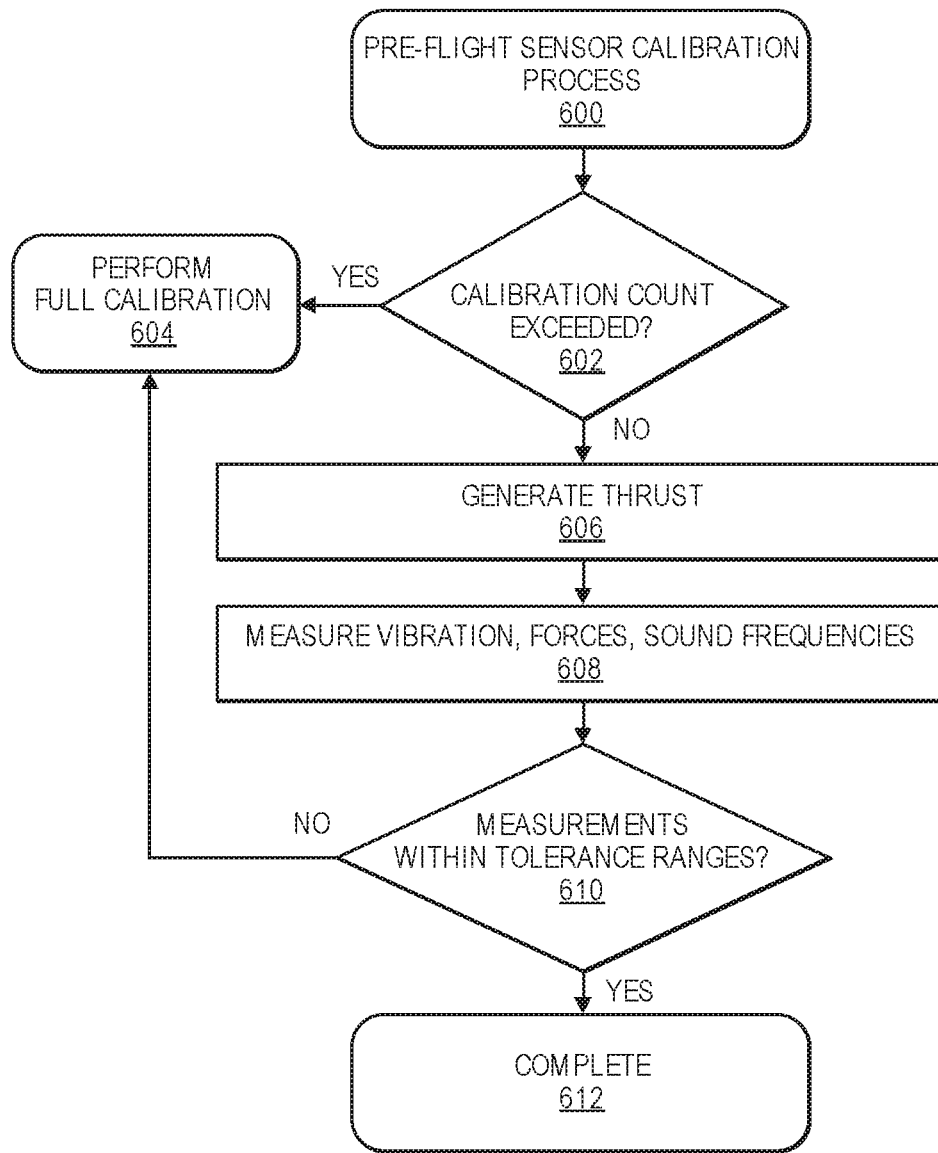 PRE-FLIGHT SENSOR CALIBRATION
PROCESS
600
PERFORM
FULL CALIBRATION
604
YES
CALIBRATION COUNT
EXCEEDED?
602
NO
GENERATE THRUST
606
MEASURE VIBRATION, FORCES, SOUND FREQUENCIES
608
NO
MEASUREMENTS
WITHIN TOLERANCE RANGES?
610
YES
COMPLETE
612